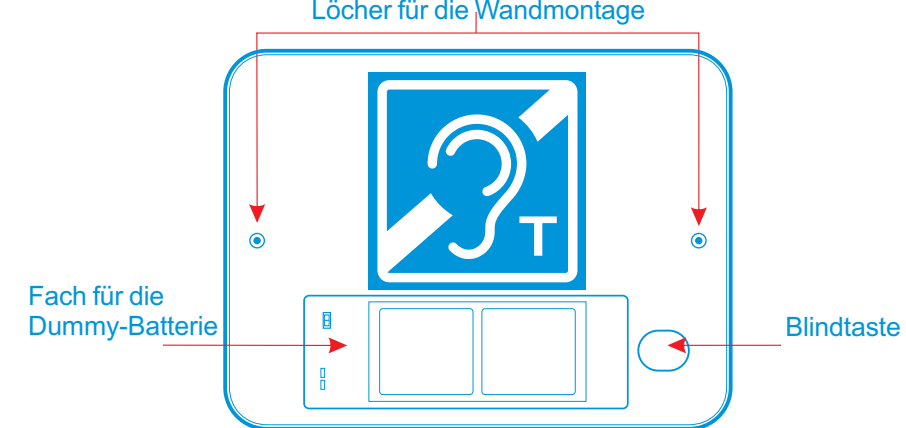 Löcher für die Wandmontage
T
Fach für die
Dummy-Batterie
Blindtaste